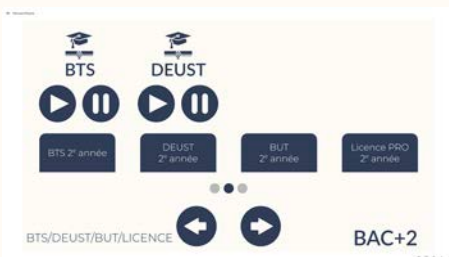 BTS
DEUST
BTS 2e année
DEUST
2e année
BUT
2e année
Licence PRO
2e année
BTS/DEUST/BUT/LICENCE
BAC+2